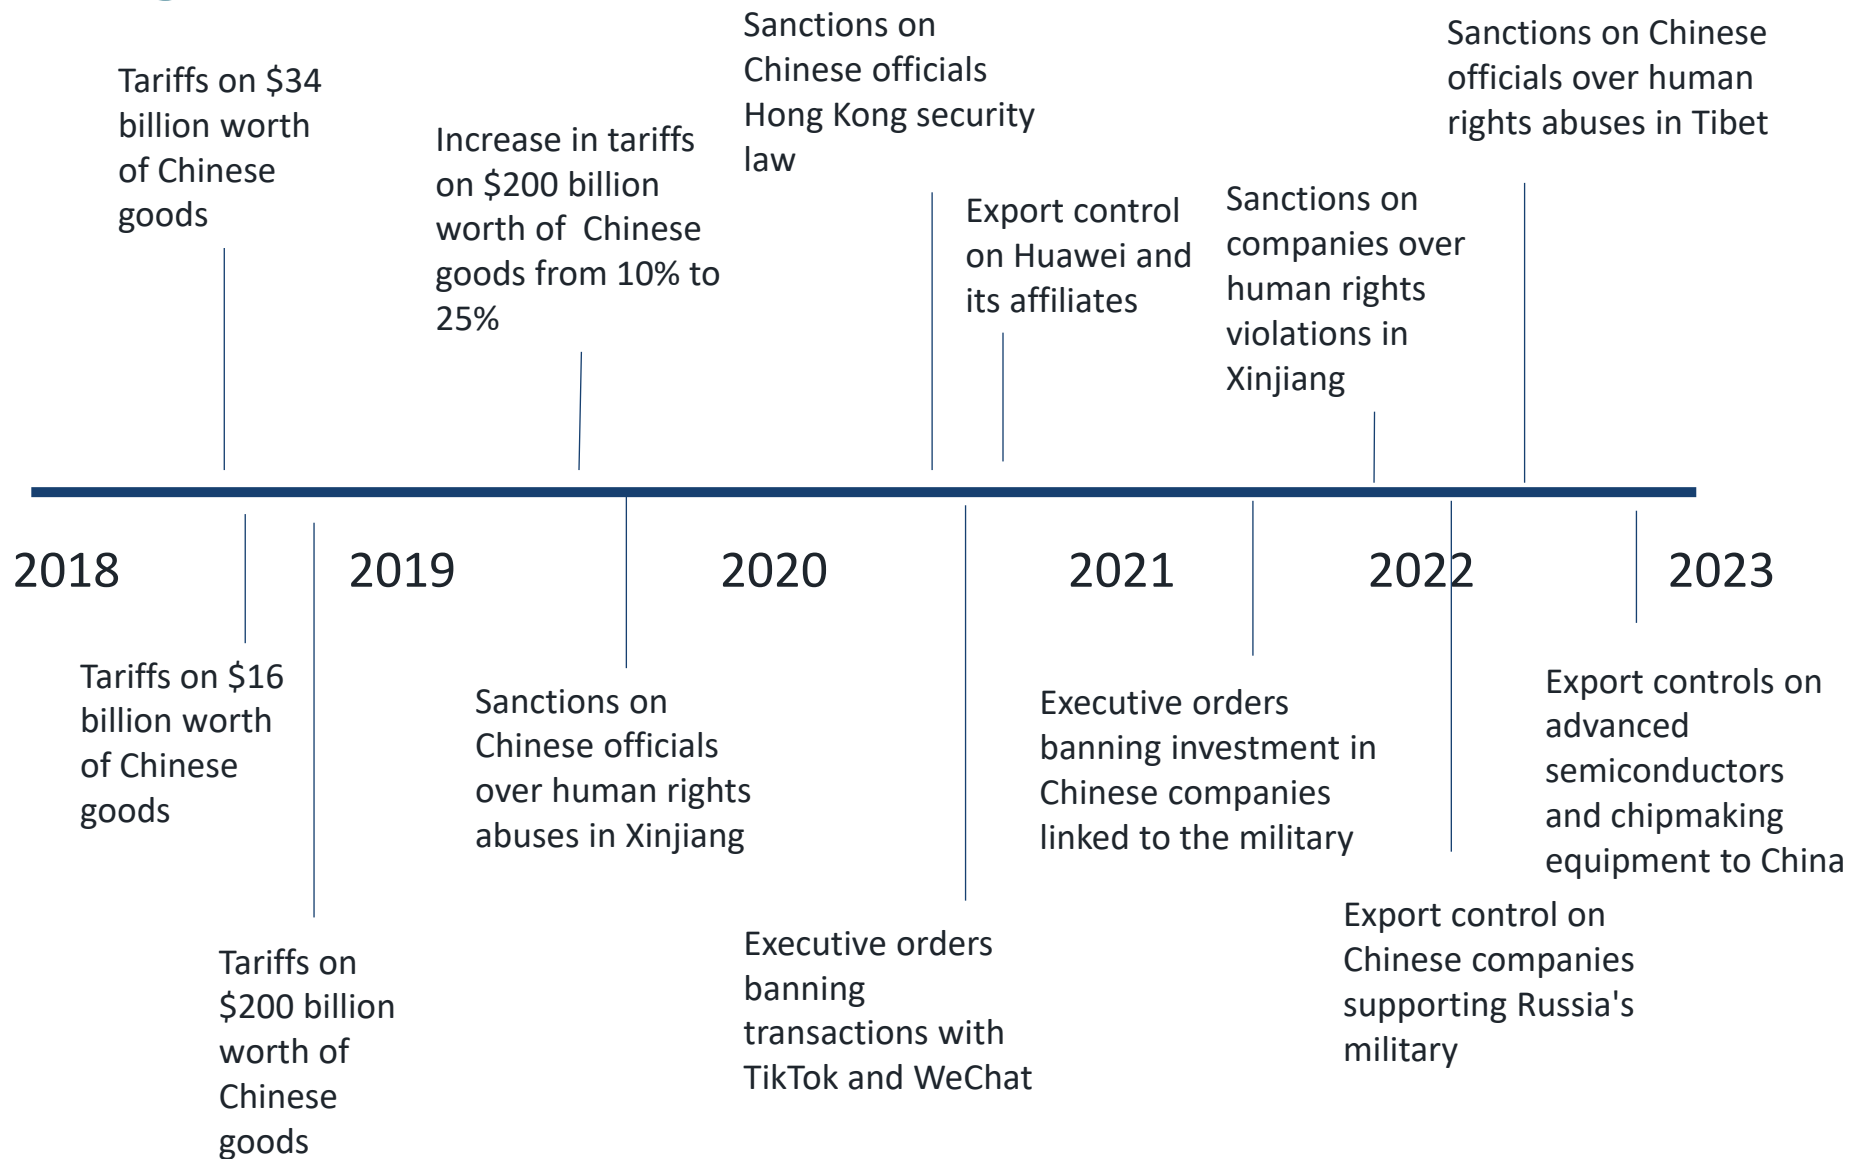 Tariffs on $34
billion worth
of Chinese
goods
Increase in tariffs
on $200 billion
worth of  Chinese
goods from 10% to
25%
Sanctions on
Chinese officials
Hong Kong security
law
Export control
on Huawei and
its affiliates
Sanctions on
companies over
human rights
violations in
Xinjiang
Sanctions on Chinese
officials over human
rights abuses in Tibet
2018 2019 2020 2021 2022 2023
Tariffs on $16
billion worth
of Chinese
goods
Tariffs on
$200 billion
worth of
Chinese
goods
Sanctions on
Chinese officials
over human rights
abuses in Xinjiang
Executive orders
banning
transactions with
TikTok and WeChat
Executive orders
banning investment in
Chinese companies
linked to the military
Export control on
Chinese companies
supporting Russia's
military
Export controls on
advanced
semiconductors
and chipmaking
equipment to China